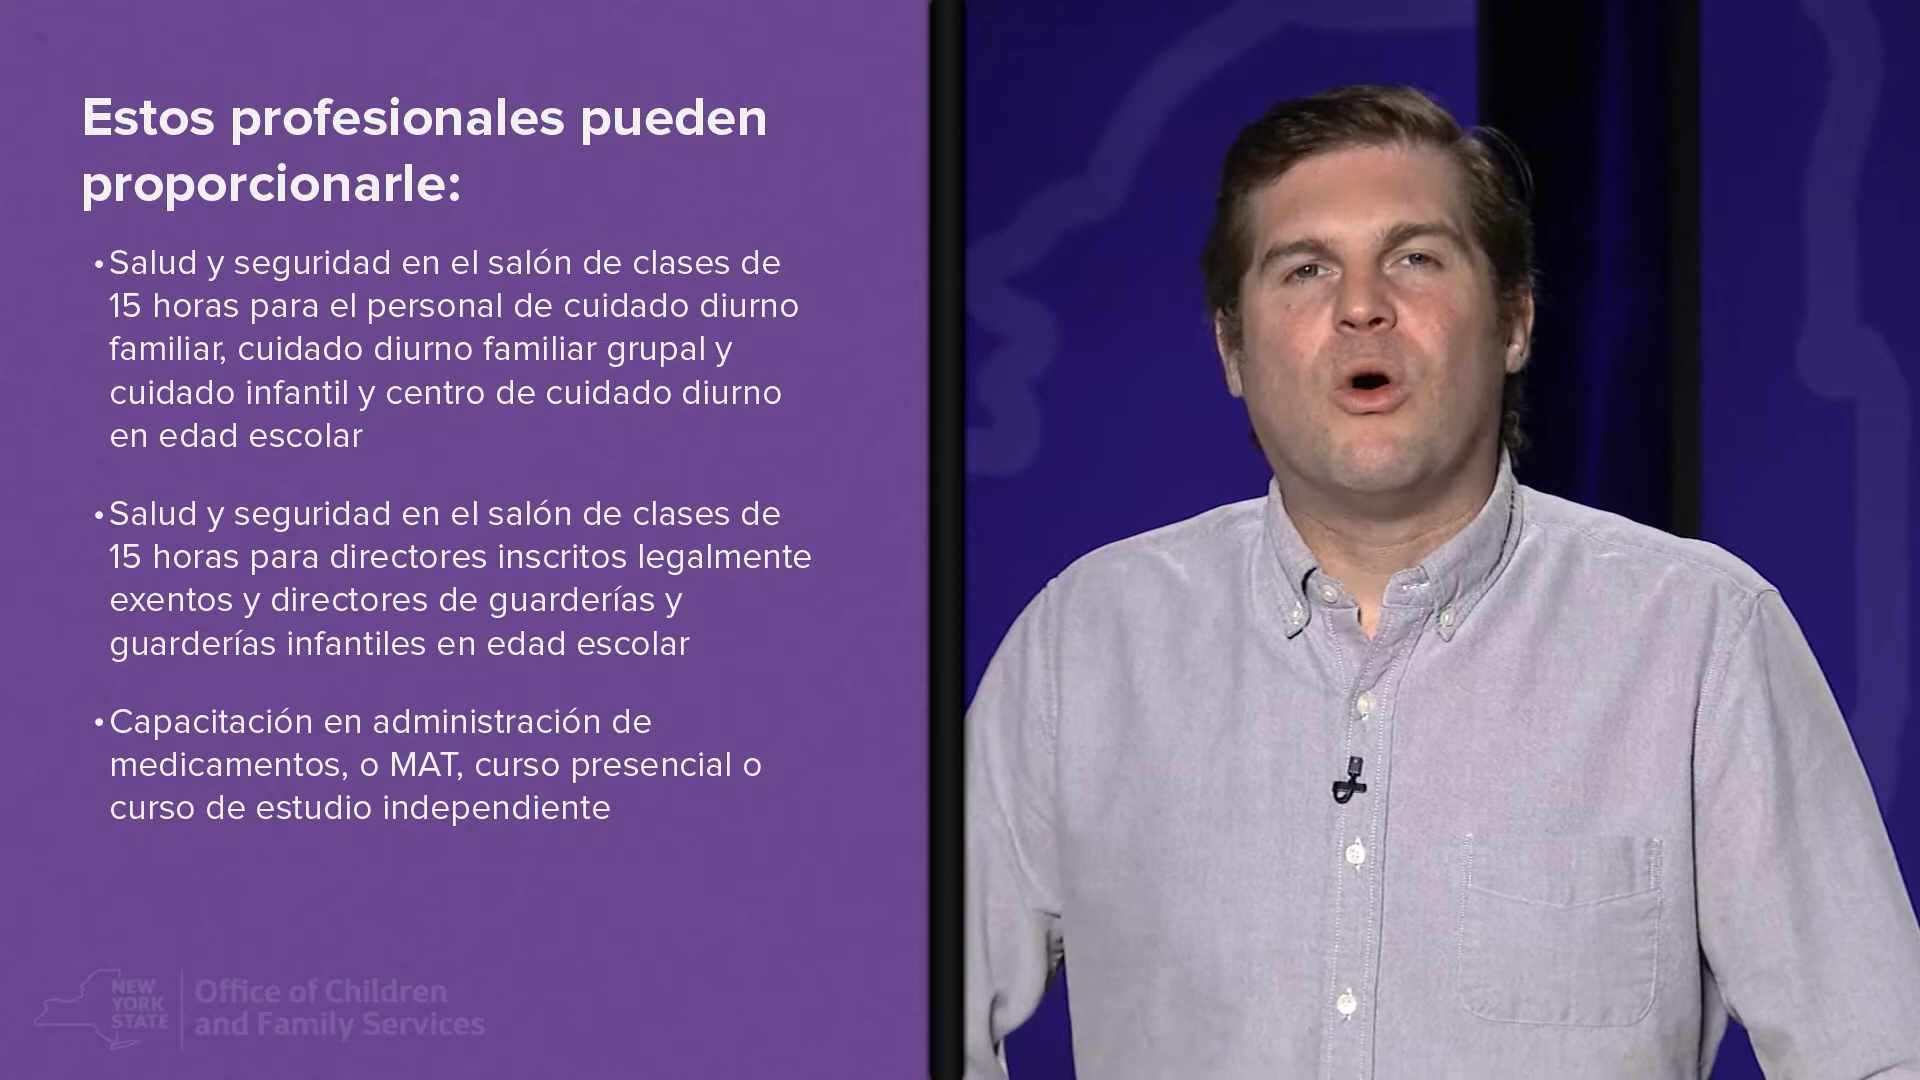 Estos profesionales pueden
proporcionarle:
• Salud y seguridad en el salón de clases de
15 horas para el personal de cuidado diurno
familiar, cuidado diurno familiar grupal y
cuidado infantil y centro de cuidado diurno
en edad escolar
• Salud y seguridad en el salón de clases de
15 horas para directores inscritos legalmente
exentos y directores de guarderías y
guarderías infantiles en edad escolar
• Capacitación en administración de
medicamentos, o MAT, curso presencial o
curso de estudio independiente
NEW
YORK
STATE
Office of Children
and Family Services